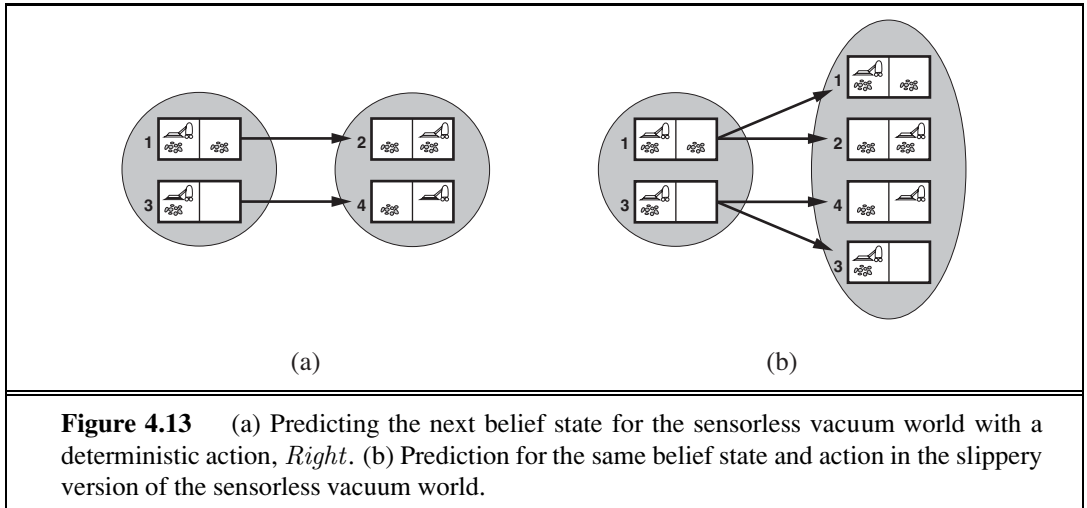 1 2
3 4
(a)
1 1
2
3 4
3
(b)
Figure 4.13 (a) Predicting the next belief state for the sensorless vacuum world with a
deterministic action, Right. (b) Prediction for the same belief state and action in the slippery
version of the sensorless vacuum world.